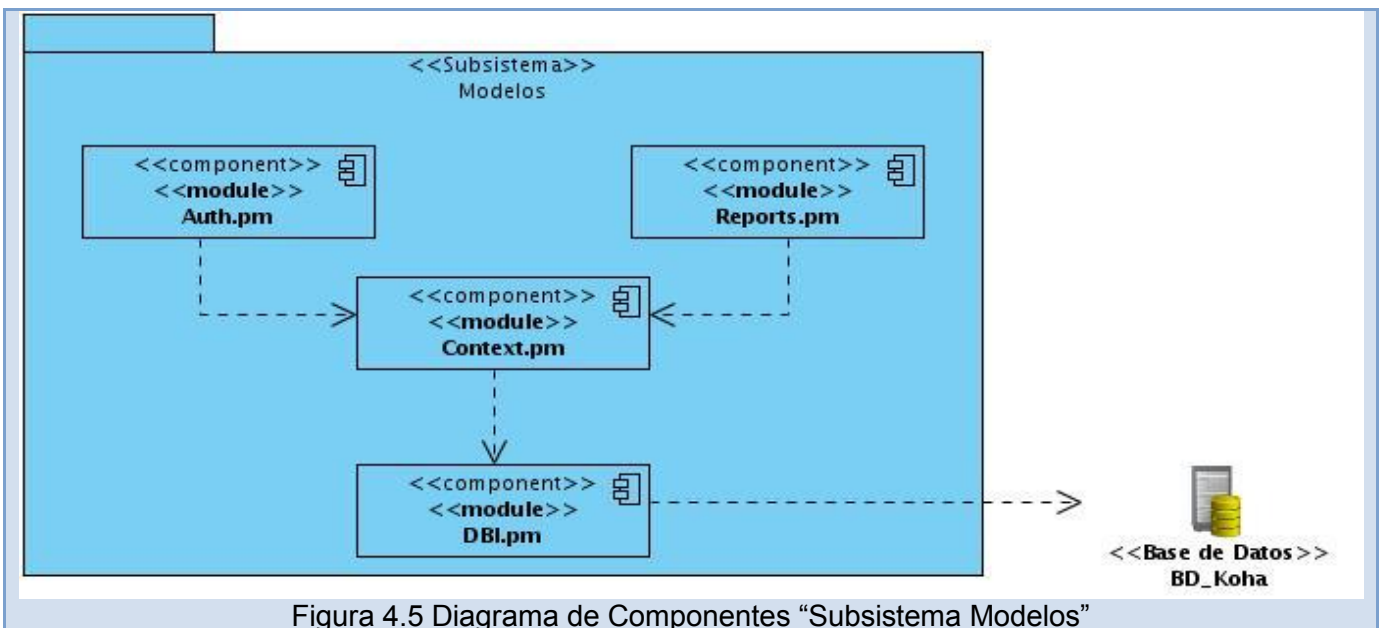 <<Subsistema>>
Modelos
<<component>>
<<module>>
Auth.pm
<<component>>
<<module>>
Reports.pm
<<component>>
<<module>>
Context.pm
<<component>>
<<module>>
DBI.pm
<<Base de Datos>>
BD_Koha
Figura 4.5 Diagrama de Componentes “Subsistema Modelos”